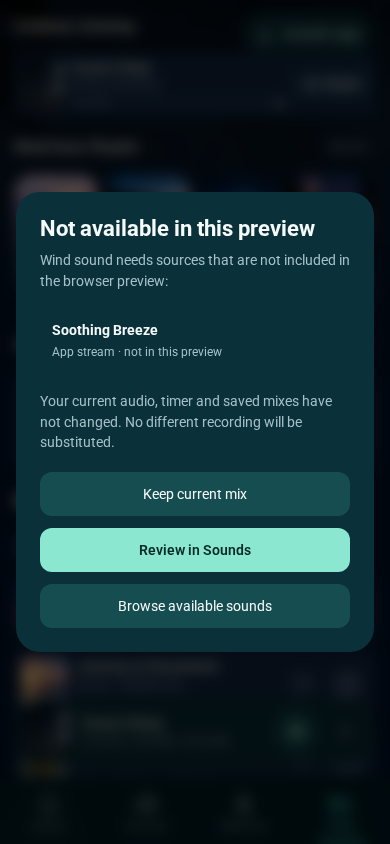 Not available in this preview
Wind sound needs sources that are not included in
the browser preview:
Soothing Breeze
App stream · not in this preview
Your current audio, timer and saved mixes have
not changed. No different recording will be
substituted.
Keep current mix
Review in Sounds
Browse available sounds